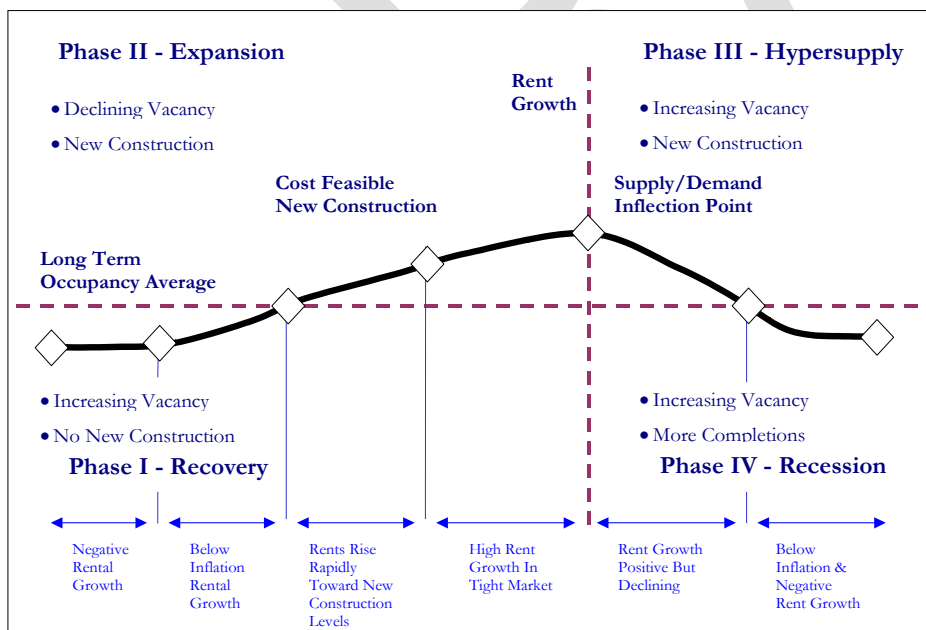 Phase II - Expansion
• Declining Vacancy
• New Construction
Rent
Growth
Phase III - Hypersupply
• Increasing Vacancy
• New Construction
Cost Feasible
New Construction
Supply/Demand
Inflection Point
Long Term
Occupancy Average
• Increasing Vacancy
• No New Construction
Phase I - Recovery
• Increasing Vacancy
• More Completions
Phase IV - Recession
Negative
Rental
Growth
Below
Inflation
Rental
Growth
Rents Rise
Rapidly
Toward New
Construction
Levels
High Rent
Growth In
Tight Market
Rent Growth
Positive But
Declining
Below
Inflation &
Negative
Rent Growth